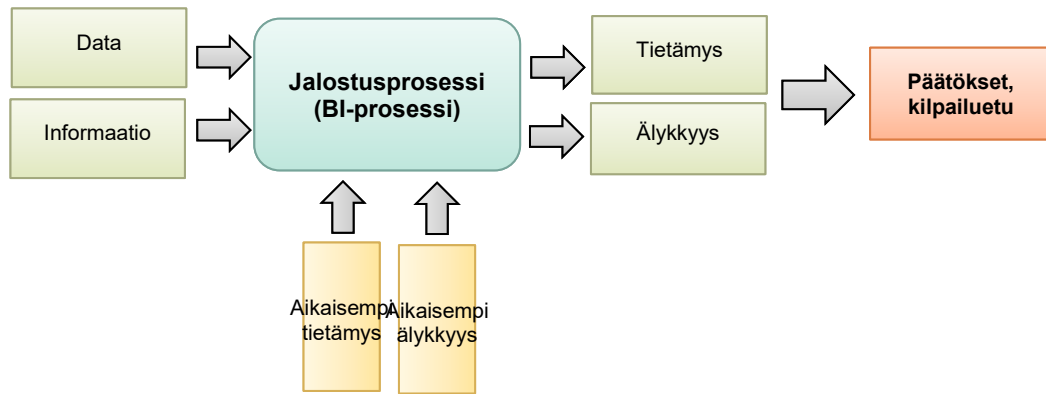 Data
Informaatio
Jalostusprosessi
(BI-prosessi)
Tietämys
Älykkyys
Päätökset,
kilpailuetu
Aikaisempi
tietämys
Aikaisempi
älykkyys